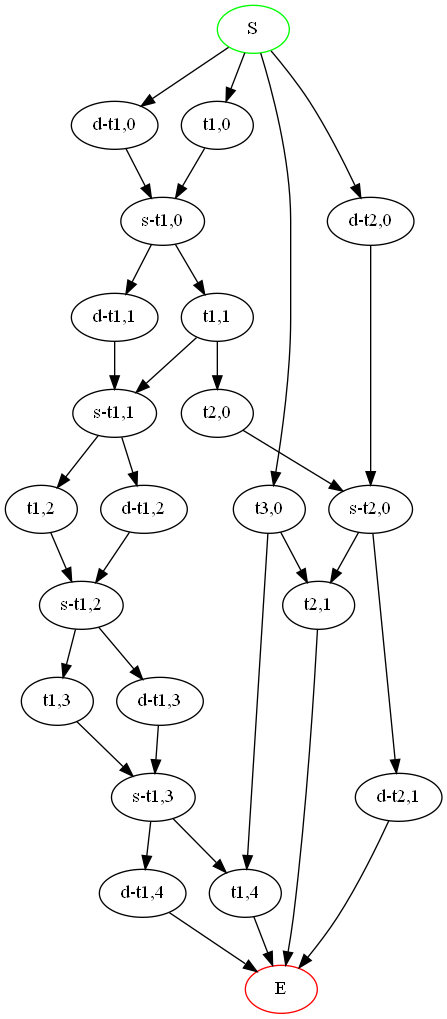 S
d-t1,0
t1,0
s-t1,0
d-t2,0
d-t1,1
t1,1
s-t1,1
t2,0
t1,2
d-t1,2
t3,0
s-t2,0
s-t1,2
t2,1
t1,3
d-t1,3
s-t1,3
d-t2,1
d-t1,4
t1,4
E